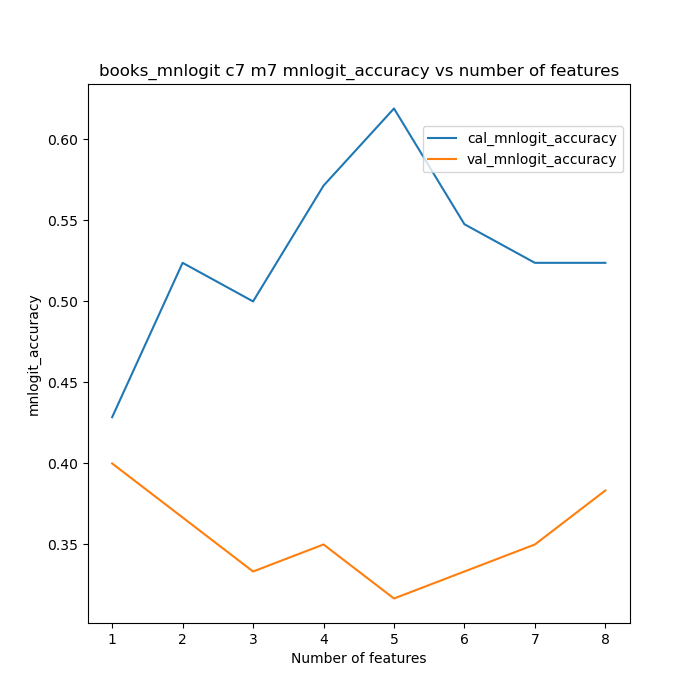 books_mnlogit c7 m7 mnlogit_accuracy vs number of features
cal_mnlogit_accuracy
val_mnlogit_accuracy
mnlogit_accuracy
0.60
0.55
0.50
0.45
0.40
0.35
1 2 3 4 5 6 7 8
Number of features